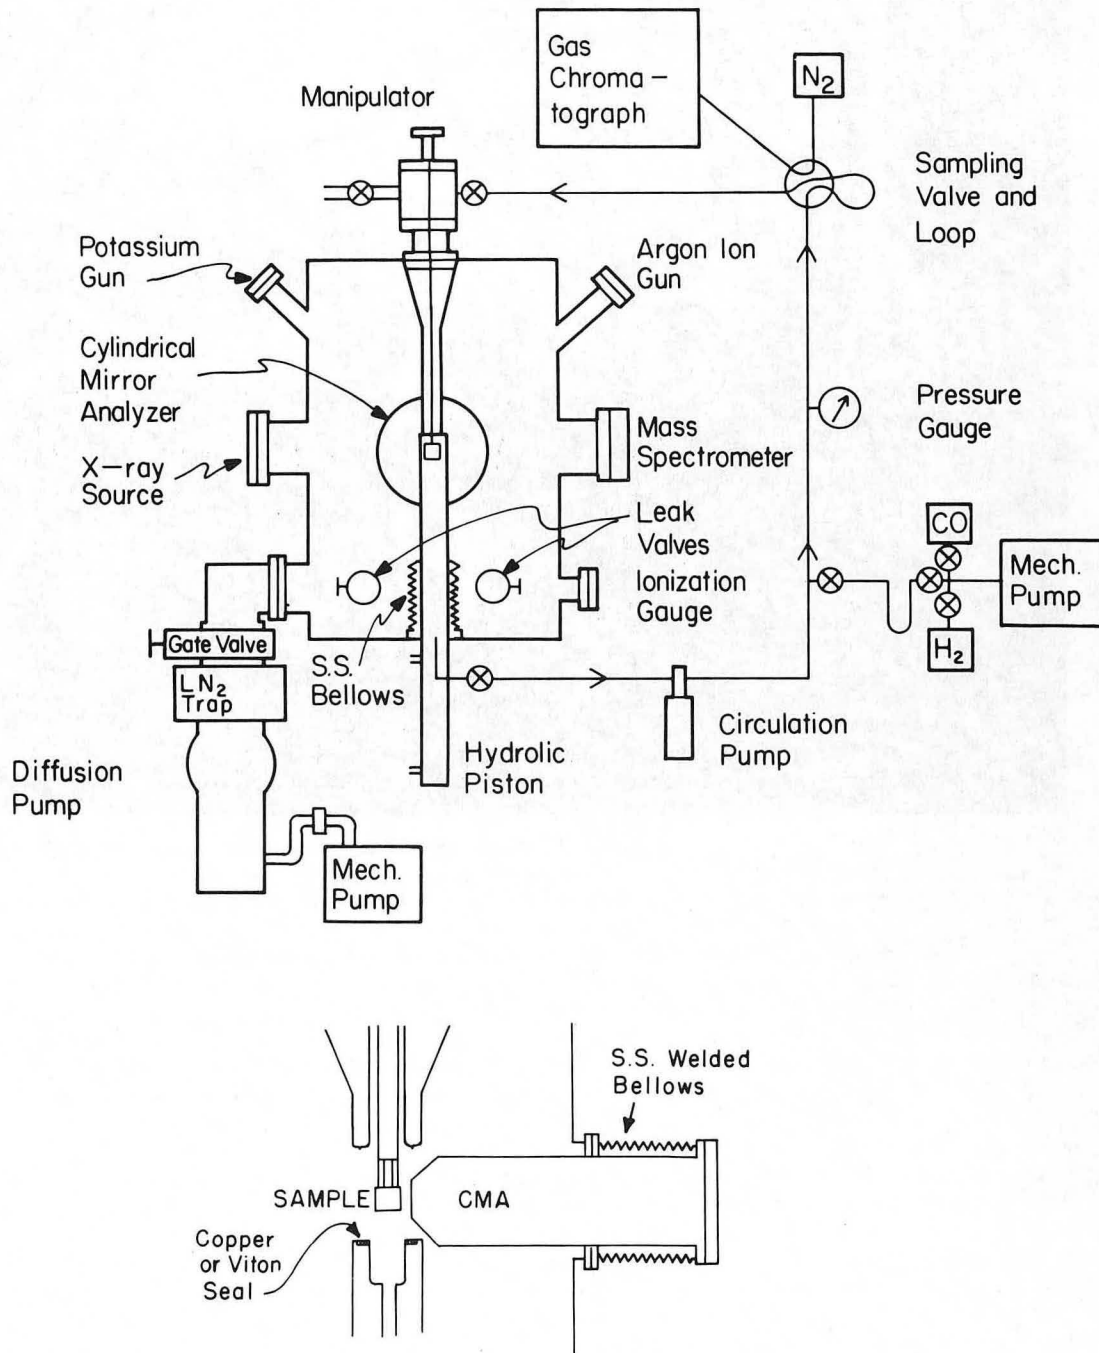 Gas
Chroma-
tograph
N2
Manipulator
Sampling
Valve and
Loop
Potassium
Gun
Argon Ion
Gun
Cylindrical
Mirror
Analyzer
Pressure
Gauge
Mass
Spectrometer
X-ray
Source
Leak
Valves
CO
Mech.
Pump
Ionization
Gauge
H2
Gate Valve
LN2
Trap
S.S.
Bellows
Circulation
Pump
Hydrolic
Piston
Diffusion
Pump
Mech.
Pump
S.S. Welded
Bellows
SAMPLE
CMA
Copper
or Viton
Seal